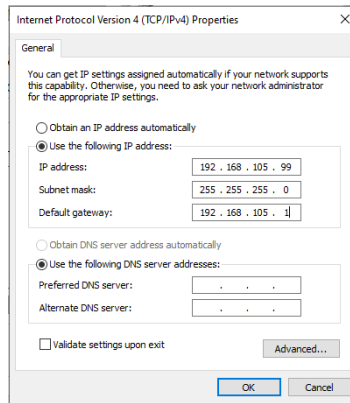 Internet Protocol Version 4 (TCP/IPv4) Properties
General
You can get IP settings assigned automatically if your network supports
this capability. Otherwise, you need to ask your network administrator
for the appropriate IP settings.
Obtain an IP address automatically
Use the following IP address:
IP address: 192 . 168 . 105 . 99
Subnet mask: 255 . 255 . 255 . 0
Default gateway: 192 . 168 . 105 . 1
Obtain DNS server address automatically
Use the following DNS server addresses:
Preferred DNS server: . . .
Alternate DNS server: . . .
Validate settings upon exit
Advanced...
OK Cancel